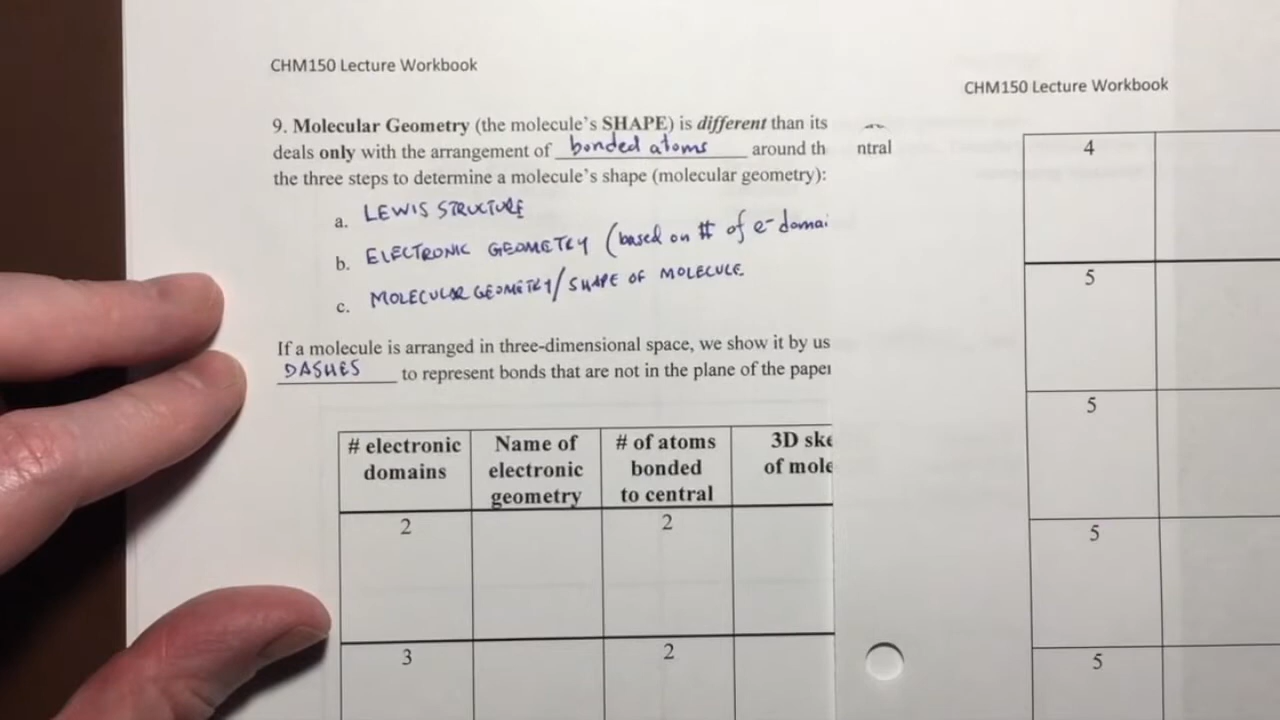 CHM150 Lecture Workbook
9. Molecular Geometry (the molecule's SHAPE) is different than its
deals only with the arrangement of bonded atoms around th
the three steps to determine a molecule's shape (molecular geometry):
a. LEWIS STRUCTURE
b. ELECTRONIC GEOMETRY (based on # of e- domai
c. MOLECULAR GEOMETRY/SHAPE OF MOLECULE
If a molecule is arranged in three-dimensional space, we show it by us
DASHES to represent bonds that are not in the plane of the paper
# electronic domains
Name of electronic geometry
# of atoms bonded to central
3D ske
of mole
2 2
3 2
CHM150 Lecture Workbook
ntral
4
5
5
5
5